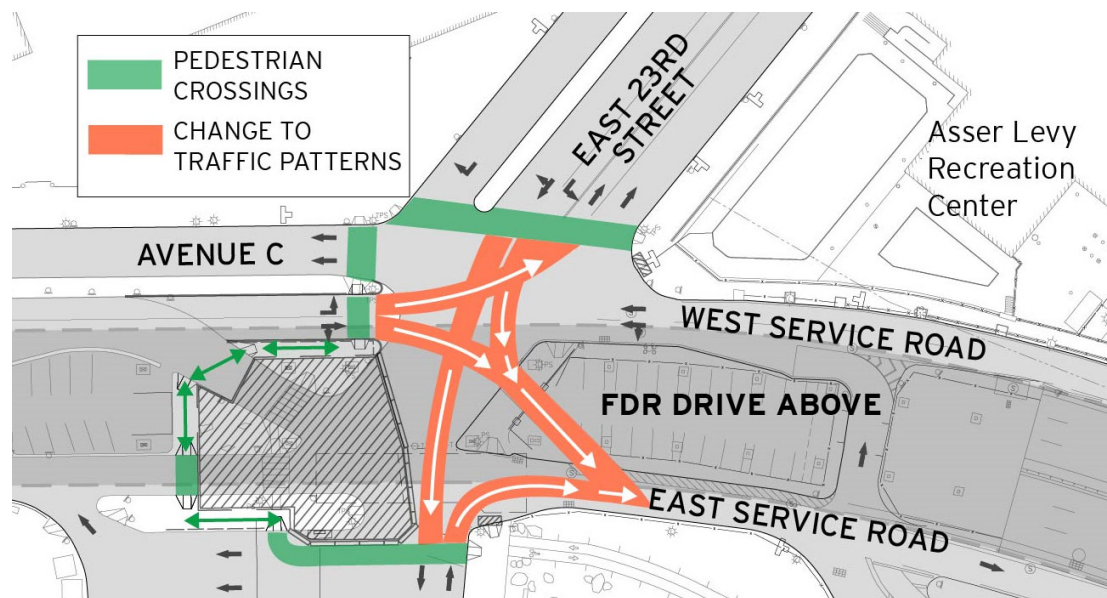 PEDESTRIAN
CROSSINGS
CHANGE TO
TRAFFIC PATTERNS
EAST 23RD
STREET
Asser Levy
Recreation
Center
AVENUE C
WEST SERVICE ROAD
FDR DRIVE ABOVE
EAST SERVICE ROAD